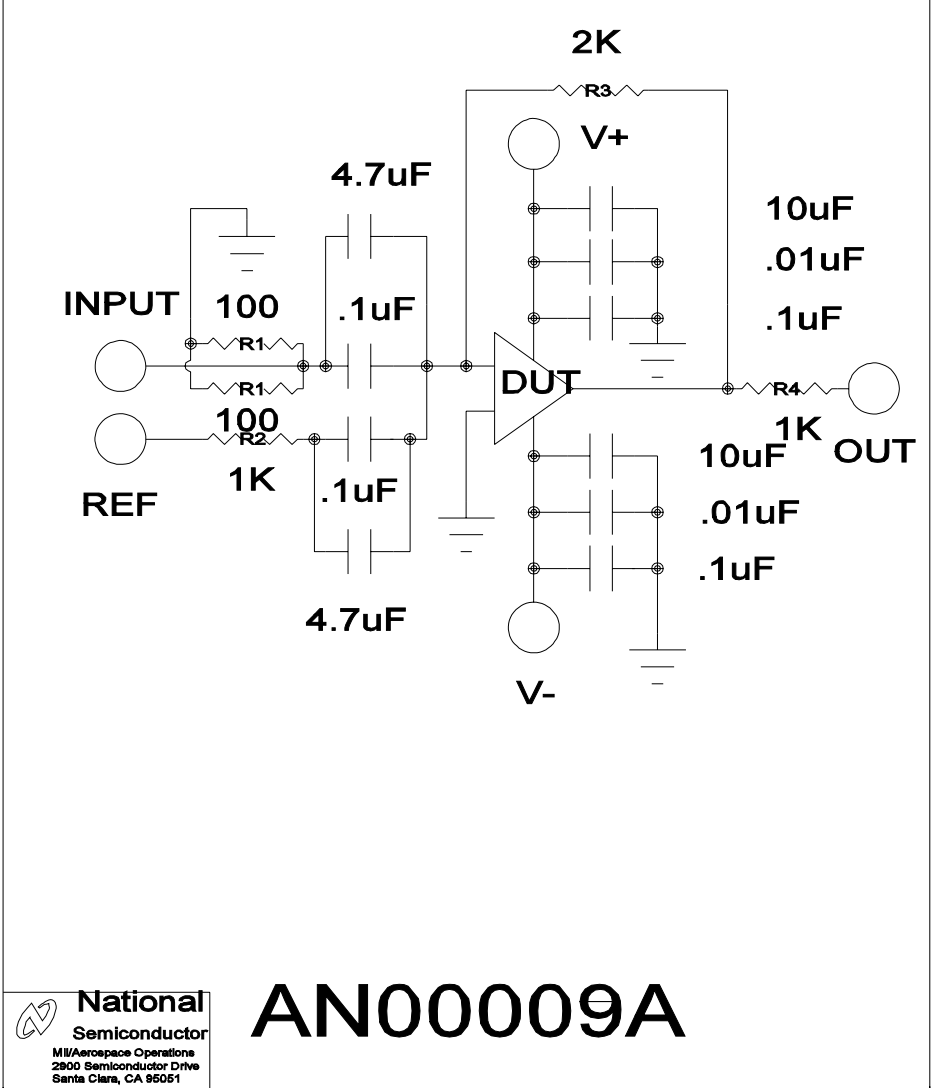 2K
R3
V+
4.7uF
10uF
.01uF
INPUT
100
.1uF
.1uF
R1
DUT
R1
R4
100
R2
1K
1K
10uF
OUT
REF
.1uF
.01uF
.1uF
4.7uF
V-
National
Semiconductor
Mil/Aerospace Operations
2900 Semiconductor Drive
Santa Clara, CA 95051
AN00009A